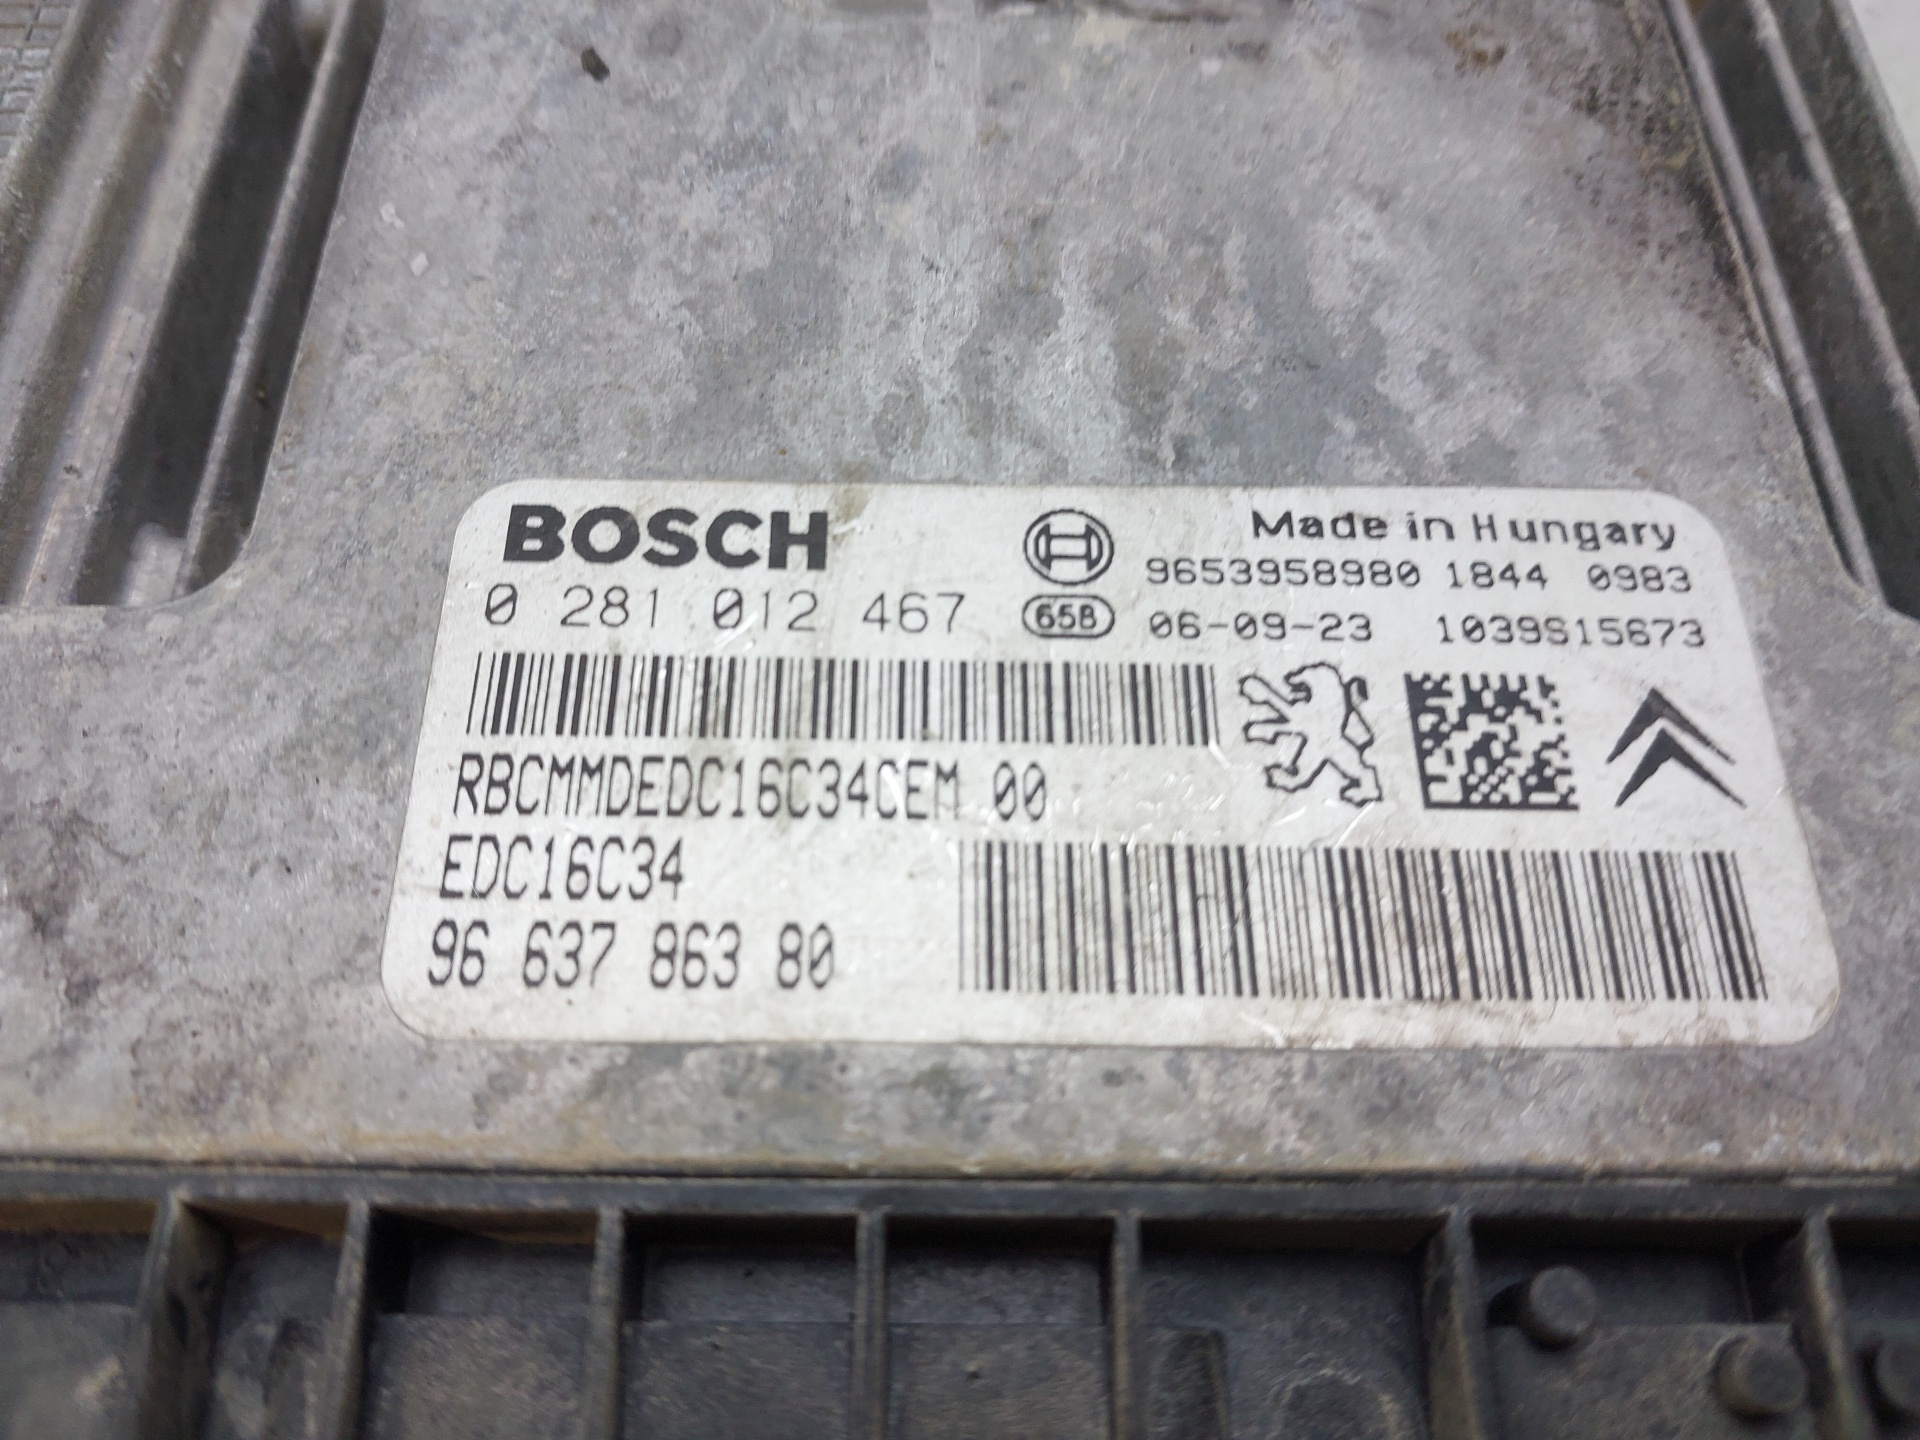 BOSCH
Made in Hungary
9653958980 1844 0983
0 281 012 467
65B
06-09-23 1039S15673
RBCMMDEDC16C34CEM 00
EDC16C34
96 637 863 80